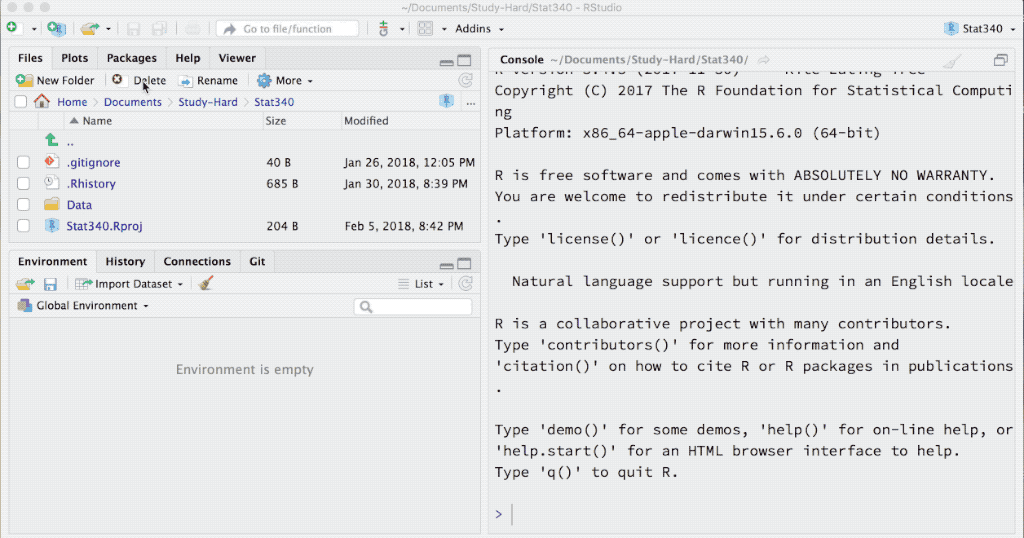 ~/Documents/Study-Hard/Stat340 - RStudio
Go to file/function
Addins
Stat340
Files Plots Packages Help Viewer
New Folder Delete Rename More
Home Documents Study-Hard Stat340 ...
Name Size Modified
..
.gitignore 40 B Jan 26, 2018, 12:05 PM
.Rhistory 685 B Jan 30, 2018, 8:39 PM
Data
Stat340.Rproj 204 B Feb 5, 2018, 8:42 PM
Environment History Connections Git
Import Dataset List
Global Environment
Environment is empty
Console ~/Documents/Study-Hard/Stat340/
Copyright (C) 2017 The R Foundation for Statistical Computi
ng
Platform: x86_64-apple-darwin15.6.0 (64-bit)
R is free software and comes with ABSOLUTELY NO WARRANTY.
You are welcome to redistribute it under certain conditions
.
Type 'license()' or 'licence()' for distribution details.
Natural language support but running in an English locale
R is a collaborative project with many contributors.
Type 'contributors()' for more information and
'citation()' on how to cite R or R packages in publications
.
Type 'demo()' for some demos, 'help()' for on-line help, or
'help.start()' for an HTML browser interface to help.
Type 'q()' to quit R.
>